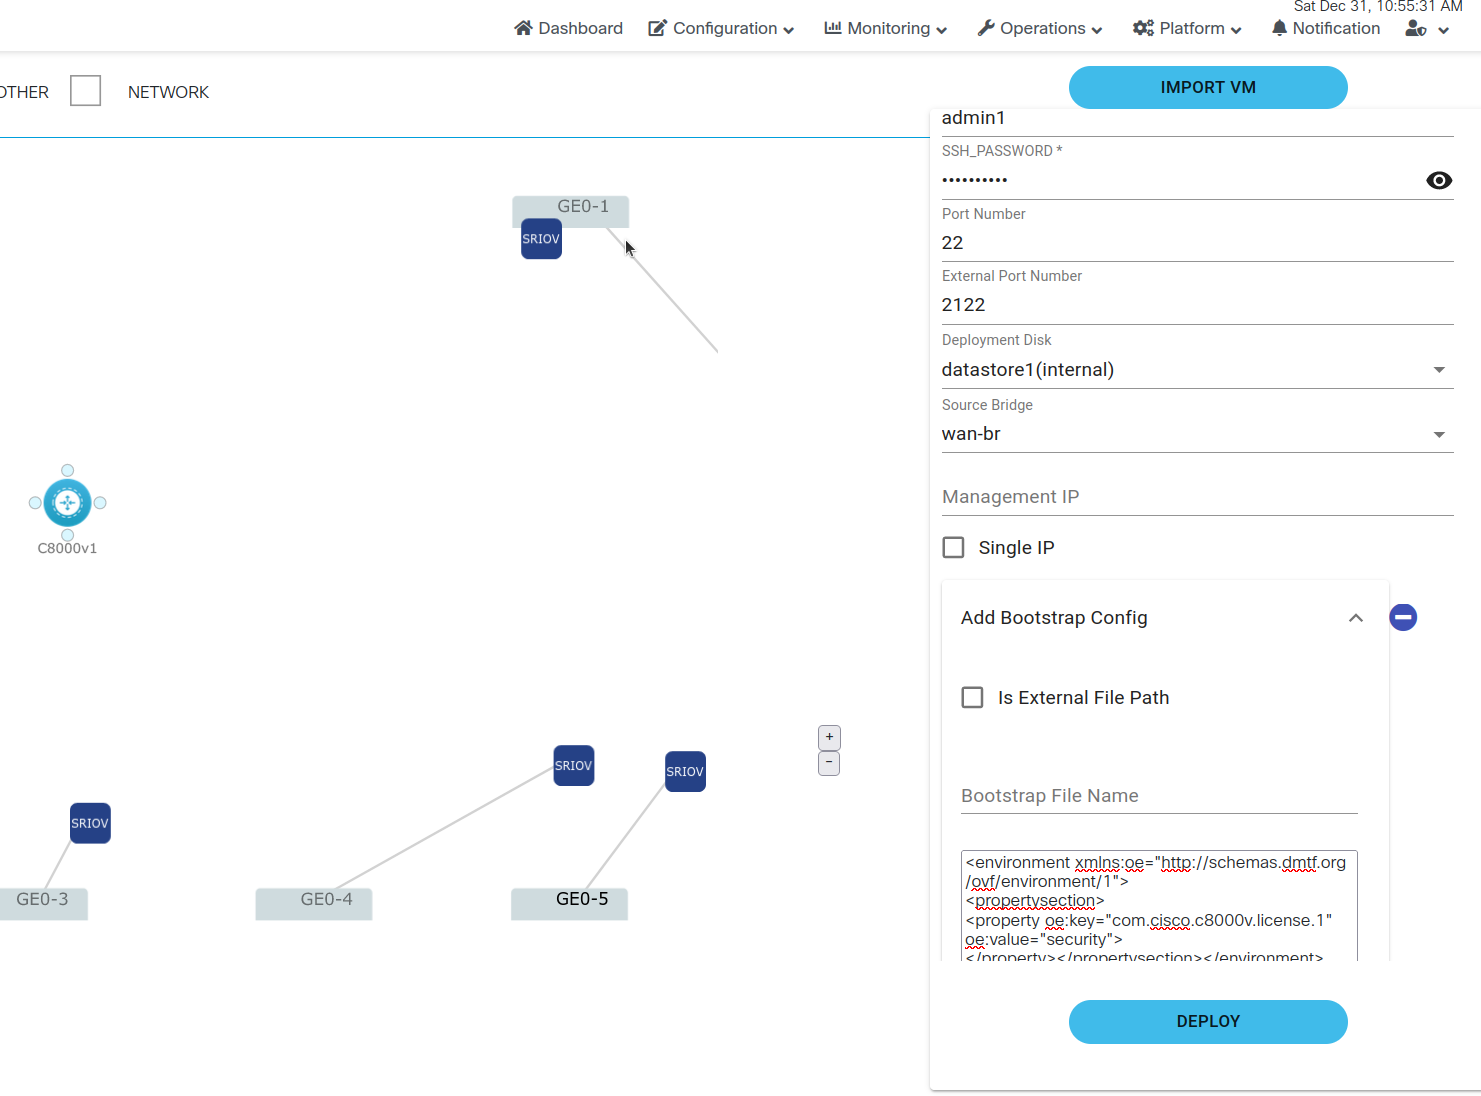 Sat Dec 31, 10:55:31 AM
Dashboard Configuration Monitoring Operations Platform Notification
OTHER NETWORK
IMPORT VM
admin1
SSH_PASSWORD *
••••••••••
Port Number
22
External Port Number
2122
Deployment Disk
datastore1(internal)
Source Bridge
wan-br
Management IP
Single IP
Add Bootstrap Config
Is External File Path
Bootstrap File Name
<environment xmlns:oe="http://schemas.dmtf.org
/ovf/environment/1">
<propertysection>
<property oe:key="com.cisco.c8000v.license.1"
oe:value="security">
</property></propertysection></environment>
DEPLOY
GE0-1
SRIOV
C8000v1
+
−
SRIOV
SRIOV
SRIOV
GE0-3
GE0-4
GE0-5